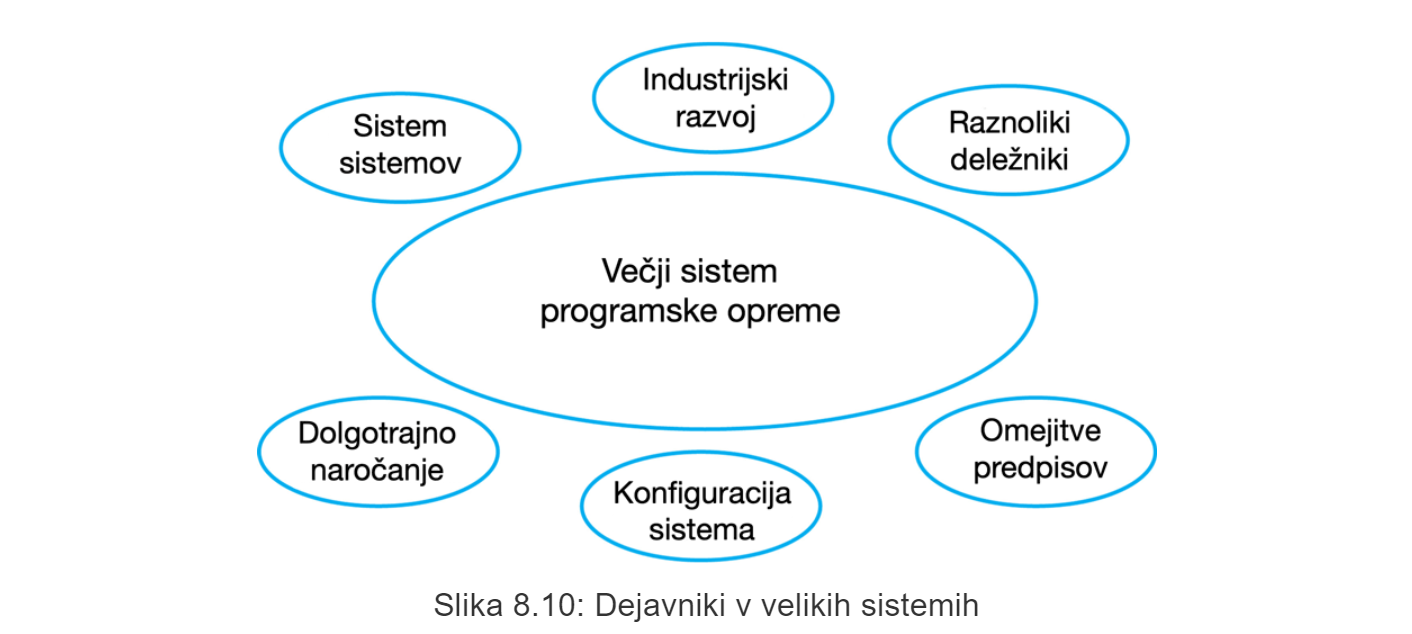 Industrijski
razvoj
Sistem
sistemov
Raznoliki
deležniki
Večji sistem
programske opreme
Dolgotrajno
naročanje
Konfiguracija
sistema
Omejitve
predpisov
Slika 8.10: Dejavniki v velikih sistemih